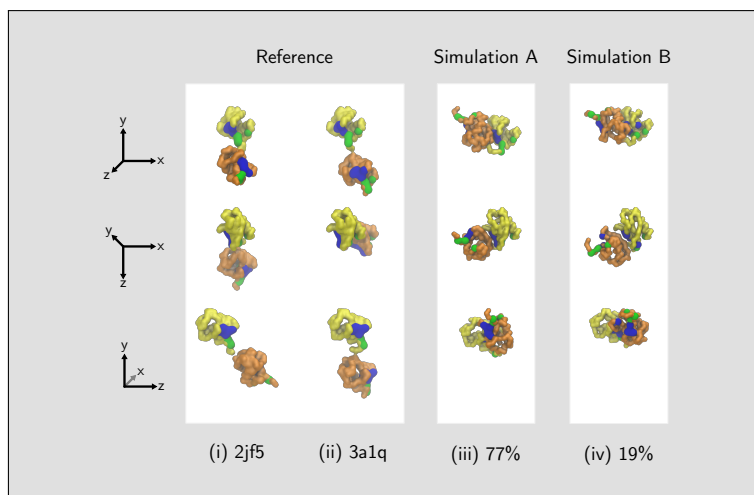 Reference Simulation A Simulation B
y
z x
y x
z
y
x
z
(i) 2jf5 (ii) 3a1q (iii) 77% (iv) 19%